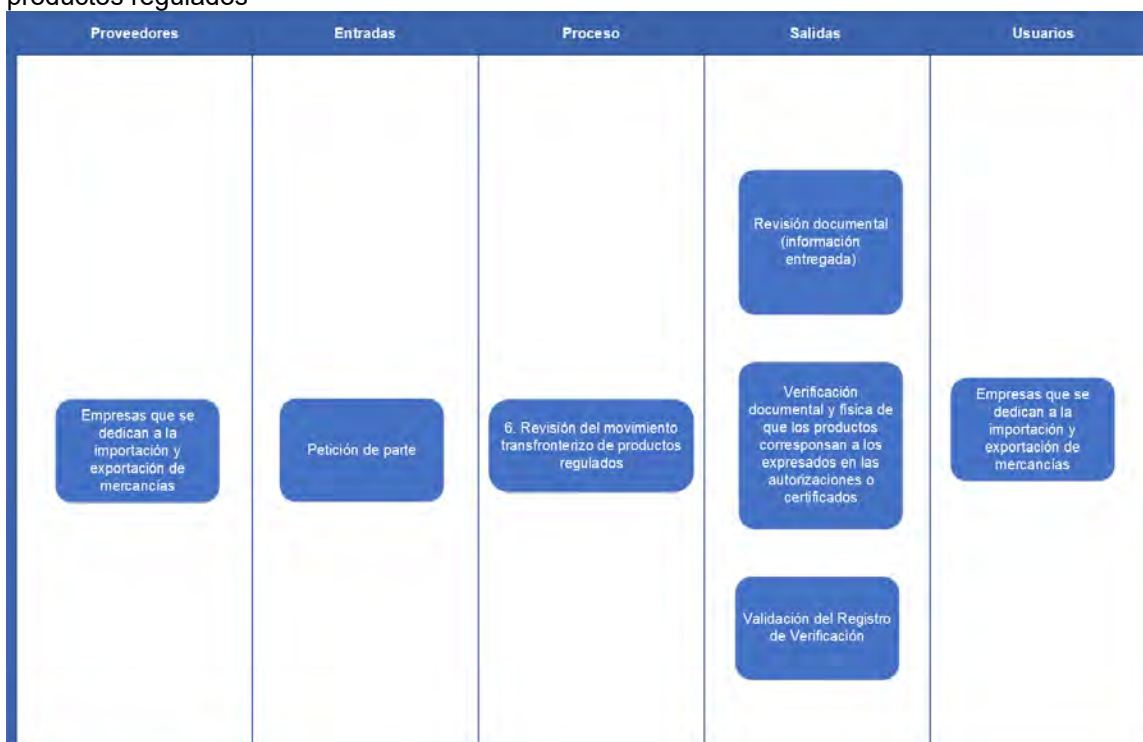 productos regulados
Proveedores
Entradas
Proceso
Salidas
Usuarios
Empresas que se
dedican a la
importación y
exportación de
mercancías
Petición de parte
6. Revisión del movimiento
transfronterizo de productos
regulados
Revisión documental
(información
entregada)
Verificación
documental y física de
que los productos
corresponsan a los
expresados en las
autorizaciones o
certificados
Validación del Registro
de Verificación
Empresas que se
dedican a la
importación y
exportación de
mercancías